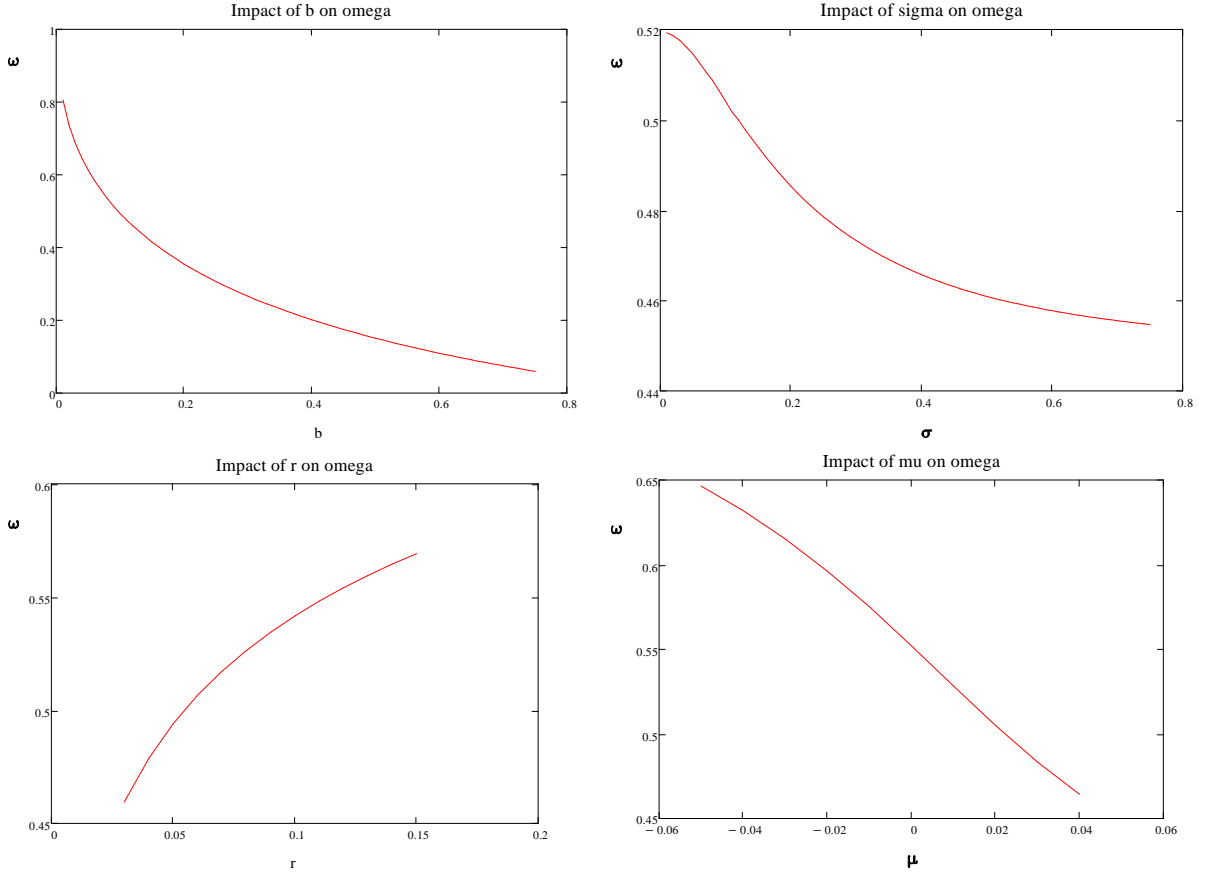 Impact of b on omega
ε
1
0.8
0.6
0.4
0.2
0
0 0.2 0.4 0.6 0.8
b
Impact of sigma on omega
ε
0.52
0.5
0.48
0.46
0.44
0 0.2 0.4 0.6 0.8
σ
Impact of r on omega
ε
0.6
0.55
0.5
0.45
0 0.05 0.1 0.15 0.2
r
Impact of mu on omega
ε
0.65
0.6
0.55
0.5
0.45
−0.06 −0.04 −0.02 0 0.02 0.04 0.06
μ